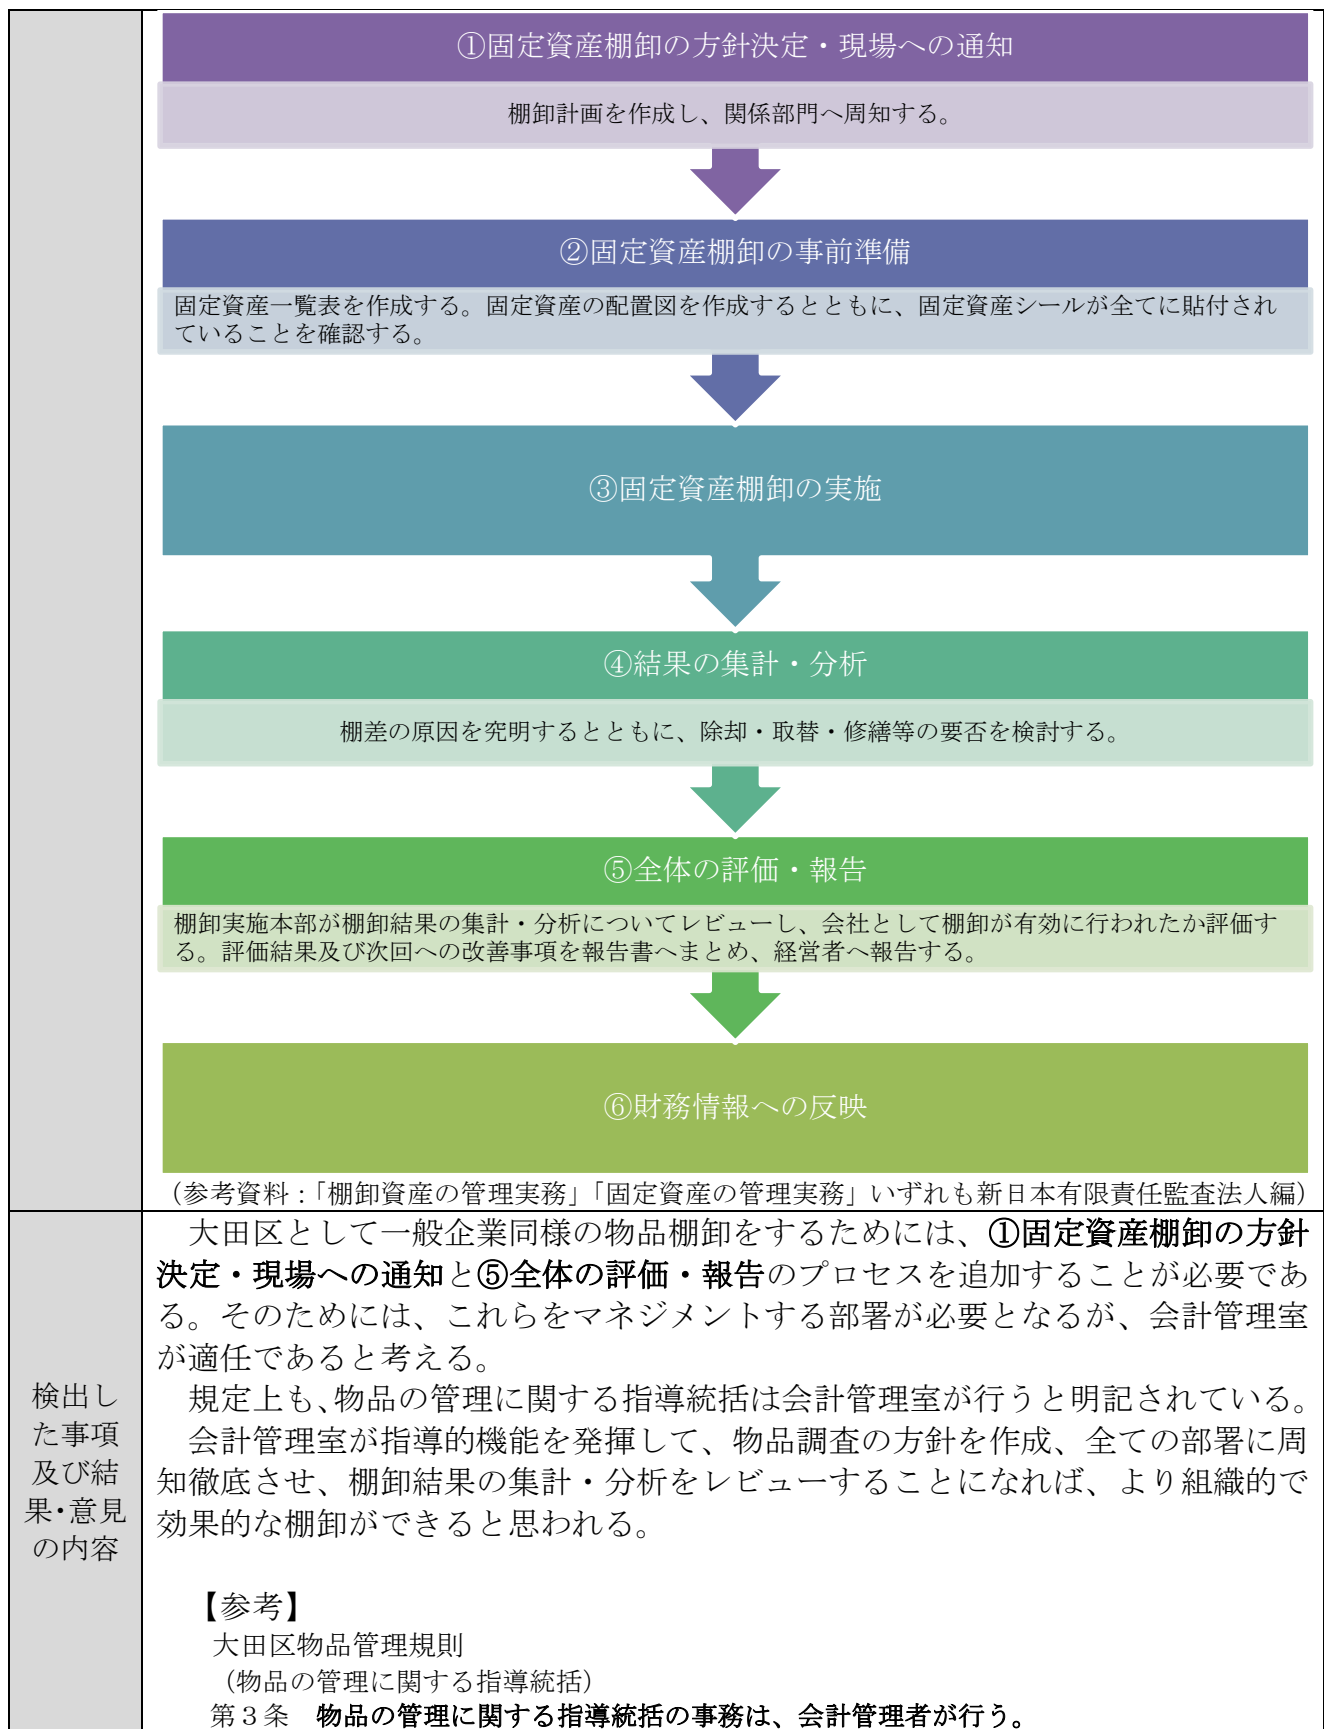 ①固定資産棚卸の方針決定・現場への通知
棚卸計画を作成し、関係部門へ周知する。
②固定資産棚卸の事前準備
固定資産一覧表を作成する。固定資産の配置図を作成するとともに、固定資産シールが全てに貼付され
ていることを確認する。
③固定資産棚卸の実施
④結果の集計・分析
棚差の原因を究明するとともに、除却・取替・修繕等の要否を検討する。
⑤全体の評価・報告
棚卸実施本部が棚卸結果の集計・分析についてレビューし、会社として棚卸が有効に行われたか評価す
る。評価結果及び次回への改善事項を報告書へまとめ、経営者へ報告する。
⑥財務情報への反映
（参考資料：「棚卸資産の管理実務」「固定資産の管理実務」いずれも新日本有限責任監査法人編）
検出し
た事項
及び結
果・意見
の内容
大田区として一般企業同様の物品棚卸をするためには、①固定資産棚卸の方針
決定・現場への通知と⑤全体の評価・報告のプロセスを追加することが必要であ
る。そのためには、これらをマネジメントする部署が必要となるが、会計管理室
が適任であると考える。
規定上も、物品の管理に関する指導統括は会計管理室が行うと明記されている。
会計管理室が指導的機能を発揮して、物品調査の方針を作成、全ての部署に周
知徹底させ、棚卸結果の集計・分析をレビューすることになれば、より組織的で
効果的な棚卸ができると思われる。
【参考】
大田区物品管理規則
（物品の管理に関する指導統括）
第３条　物品の管理に関する指導統括の事務は、会計管理者が行う。